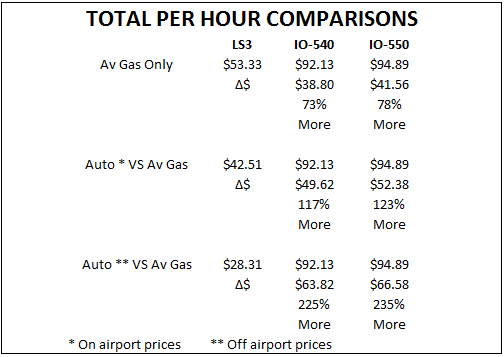 TOTAL PER HOUR COMPARISONS
LS3 IO-540 IO-550
Av Gas Only $53.33 $92.13 $94.89
Δ$ $38.80 $41.56
73% 78%
More More
Auto * VS Av Gas $42.51 $92.13 $94.89
Δ$ $49.62 $52.38
117% 123%
More More
Auto ** VS Av Gas $28.31 $92.13 $94.89
Δ$ $63.82 $66.58
225% 235%
More More
* On airport prices ** Off airport prices